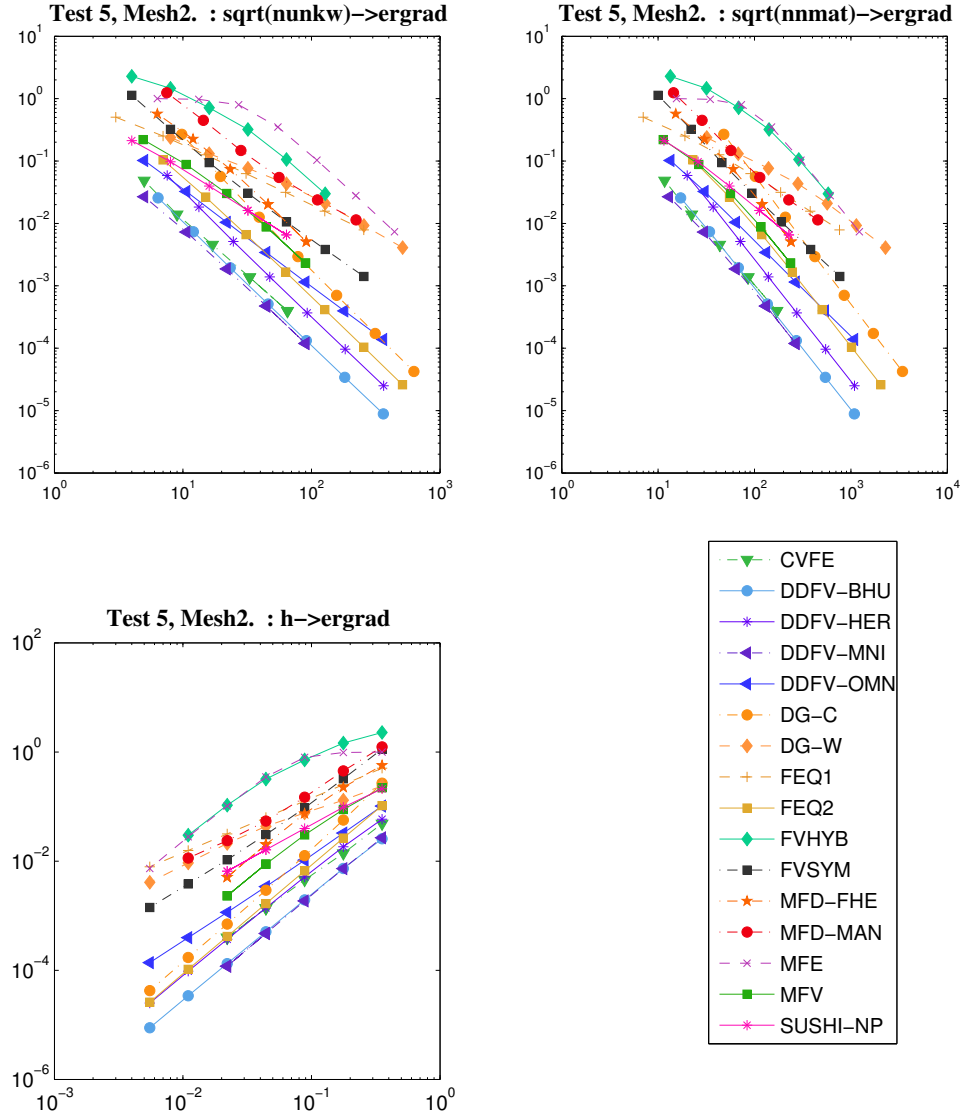 Test 5, Mesh2. : sqrt(nunkw)->ergrad
10^1
10^0
10^-1
10^-2
10^-3
10^-4
10^-5
10^-6
10^0 10^1 10^2 10^3
Test 5, Mesh2. : sqrt(nnmat)->ergrad
10^1
10^0
10^-1
10^-2
10^-3
10^-4
10^-5
10^-6
10^0 10^1 10^2 10^3 10^4
Test 5, Mesh2. : h->ergrad
10^2
10^0
10^-2
10^-4
10^-6
10^-3 10^-2 10^-1 10^0
CVFE
DDFV-BHU
DDFV-HER
DDFV-MNI
DDFV-OMN
DG-C
DG-W
FEQ1
FEQ2
FVHYB
FVSYM
MFD-FHE
MFD-MAN
MFE
MFV
SUSHI-NP